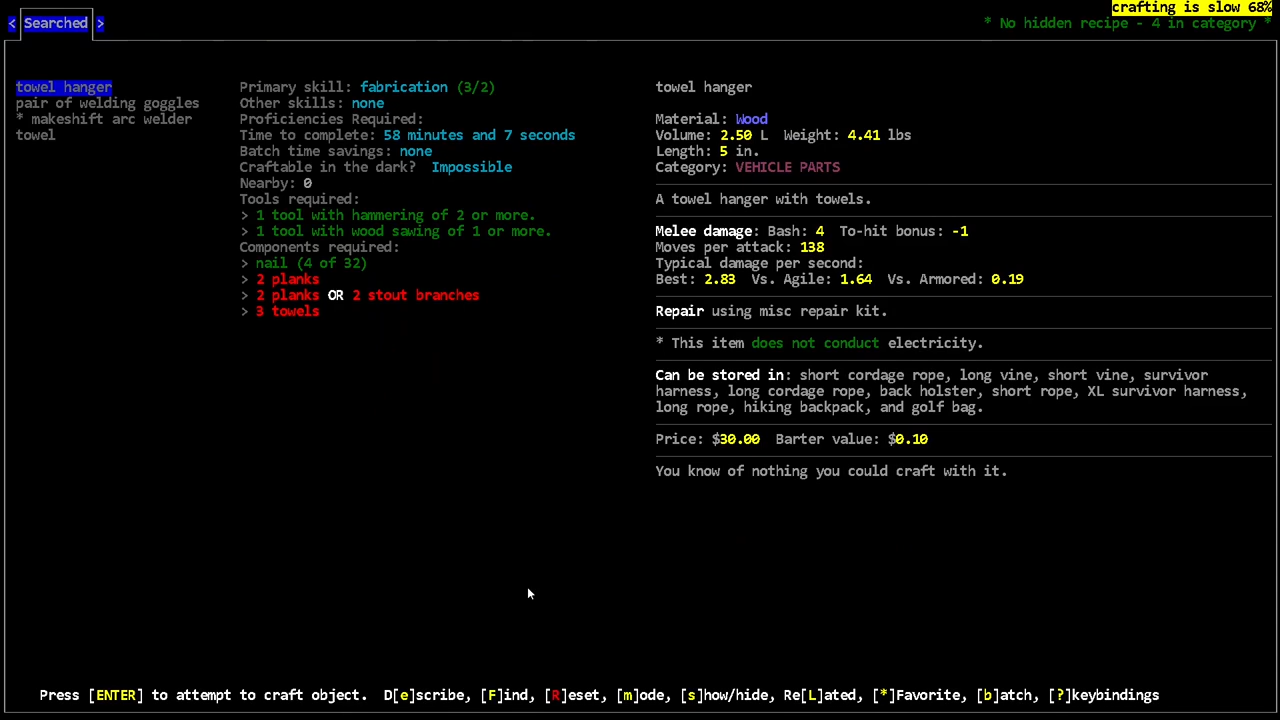 crafting is slow 68%
< Searched >
* No hidden recipe - 4 in category *
towel hanger
pair of welding goggles
* makeshift arc welder
towel
Primary skill: fabrication (3/2)
Other skills: none
Proficiencies Required:
Time to complete: 58 minutes and 7 seconds
Batch time savings: none
Craftable in the dark? Impossible
Nearby: 0
Tools required:
> 1 tool with hammering of 2 or more.
> 1 tool with wood sawing of 1 or more.
Components required:
> nail (4 of 32)
> 2 planks
> 2 planks OR 2 stout branches
> 3 towels
towel hanger
Material: Wood
Volume: 2.50 L Weight: 4.41 lbs
Length: 5 in.
Category: VEHICLE PARTS
A towel hanger with towels.
Melee damage: Bash: 4 To-hit bonus: -1
Moves per attack: 138
Typical damage per second:
Best: 2.83 Vs. Agile: 1.64 Vs. Armored: 0.19
Repair using misc repair kit.
* This item does not conduct electricity.
Can be stored in: short cordage rope, long vine, short vine, survivor
harness, long cordage rope, back holster, short rope, XL survivor harness,
long rope, hiking backpack, and golf bag.
Price: $30.00 Barter value: $0.10
You know of nothing you could craft with it.
Press [ENTER] to attempt to craft object. D[e]scribe, [F]ind, [R]eset, [m]ode, [s]how/hide, Re[L]ated, [*]Favorite, [b]atch, [?]keybindings